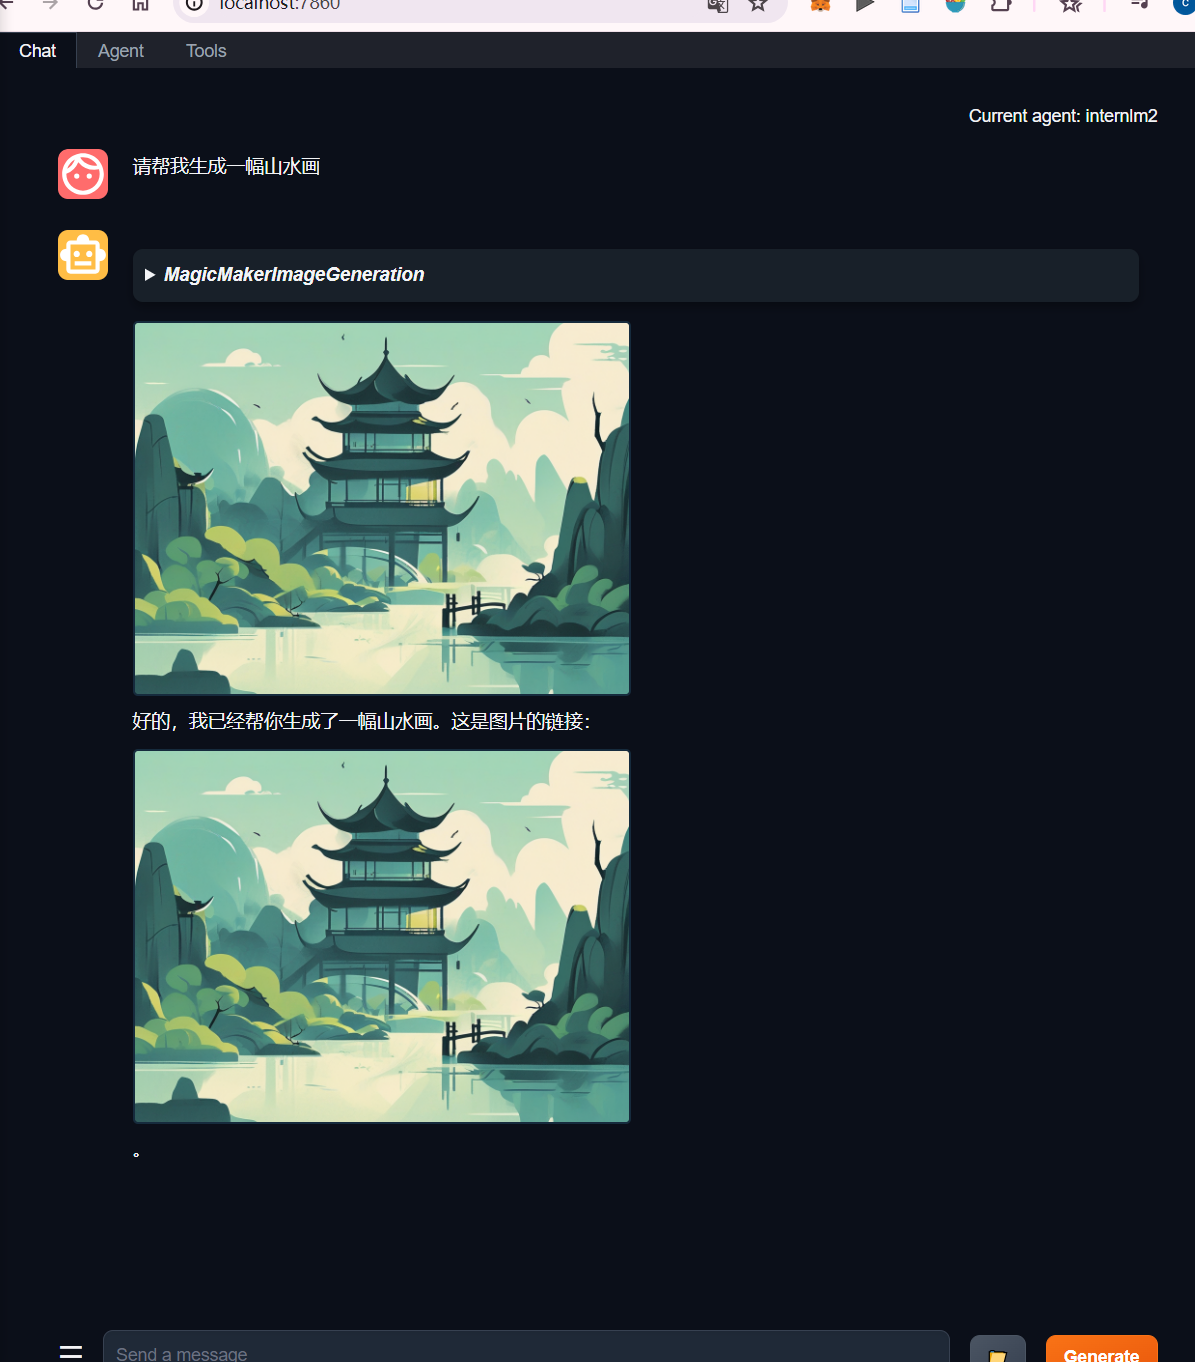 localhost:7860
Chat
Agent
Tools
Current agent: internlm2
请帮我生成一幅山水画
MagicMakerImageGeneration
好的，我已经帮你生成了一幅山水画。这是图片的链接：
。
Send a message
Generate